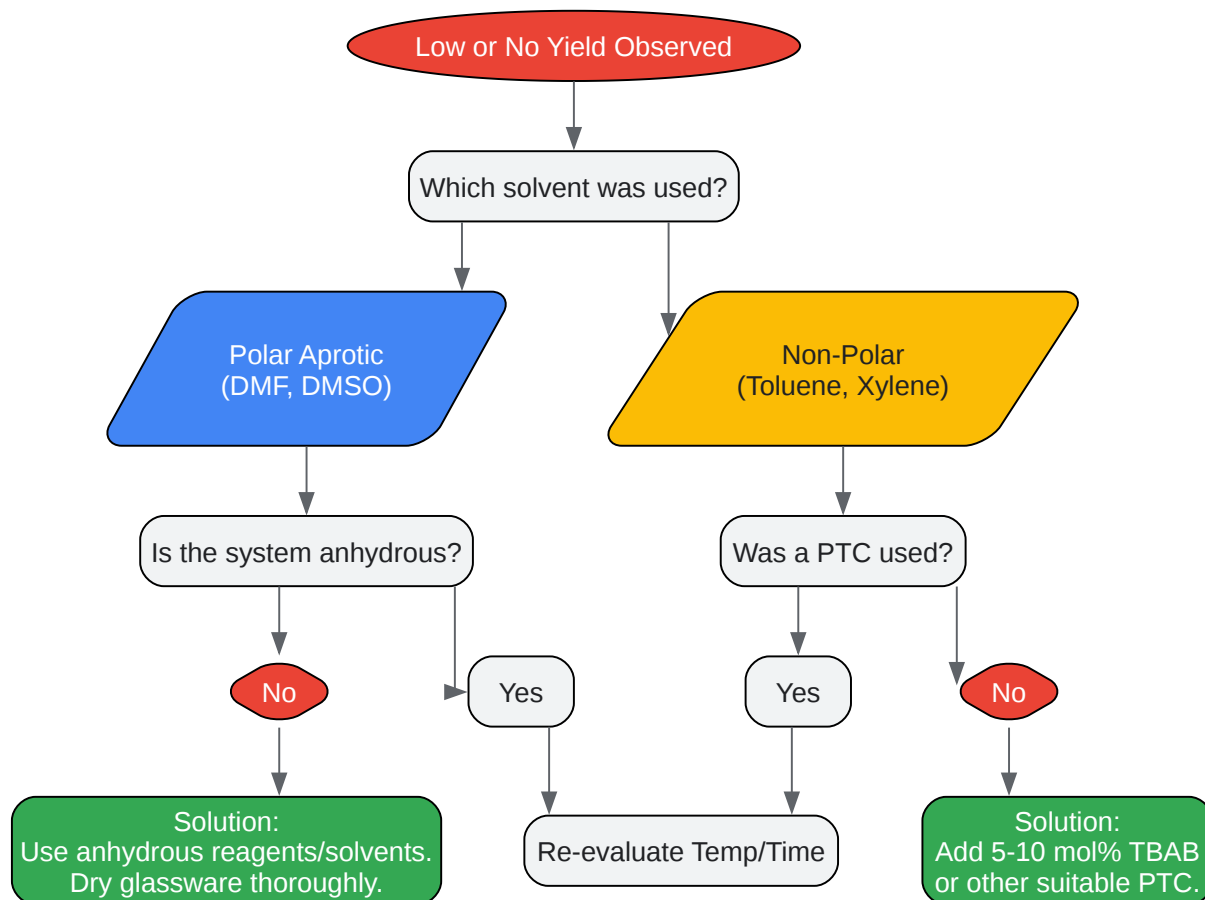 Low or No Yield Observed
Which solvent was used?
Polar Aprotic
(DMF, DMSO)
Non-Polar
(Toluene, Xylene)
Is the system anhydrous?
Was a PTC used?
No
Yes
Yes
No
Solution:
Use anhydrous reagents/solvents.
Dry glassware thoroughly.
Re-evaluate Temp/Time
Solution:
Add 5-10 mol% TBAB
or other suitable PTC.